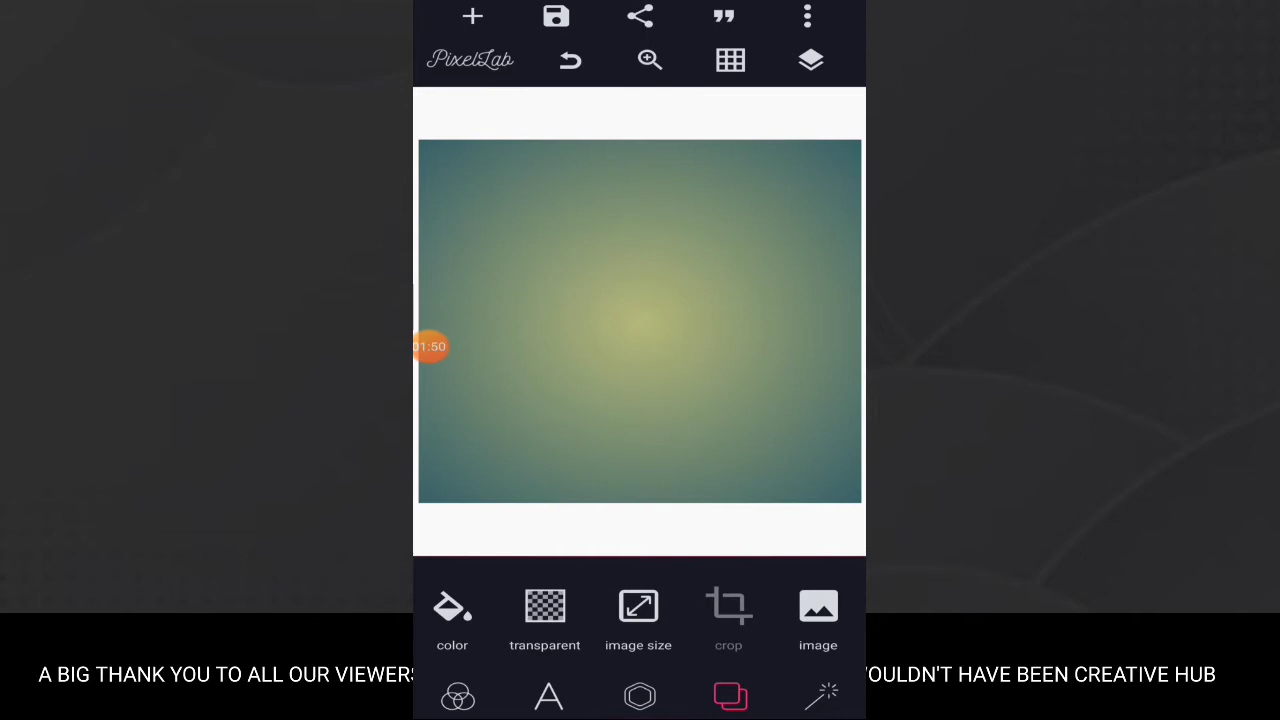 PixelLab
01:50
color
transparent
image size
crop
image
A BIG THANK YOU TO ALL OUR VIEWERS
OULDN'T HAVE BEEN CREATIVE HUB